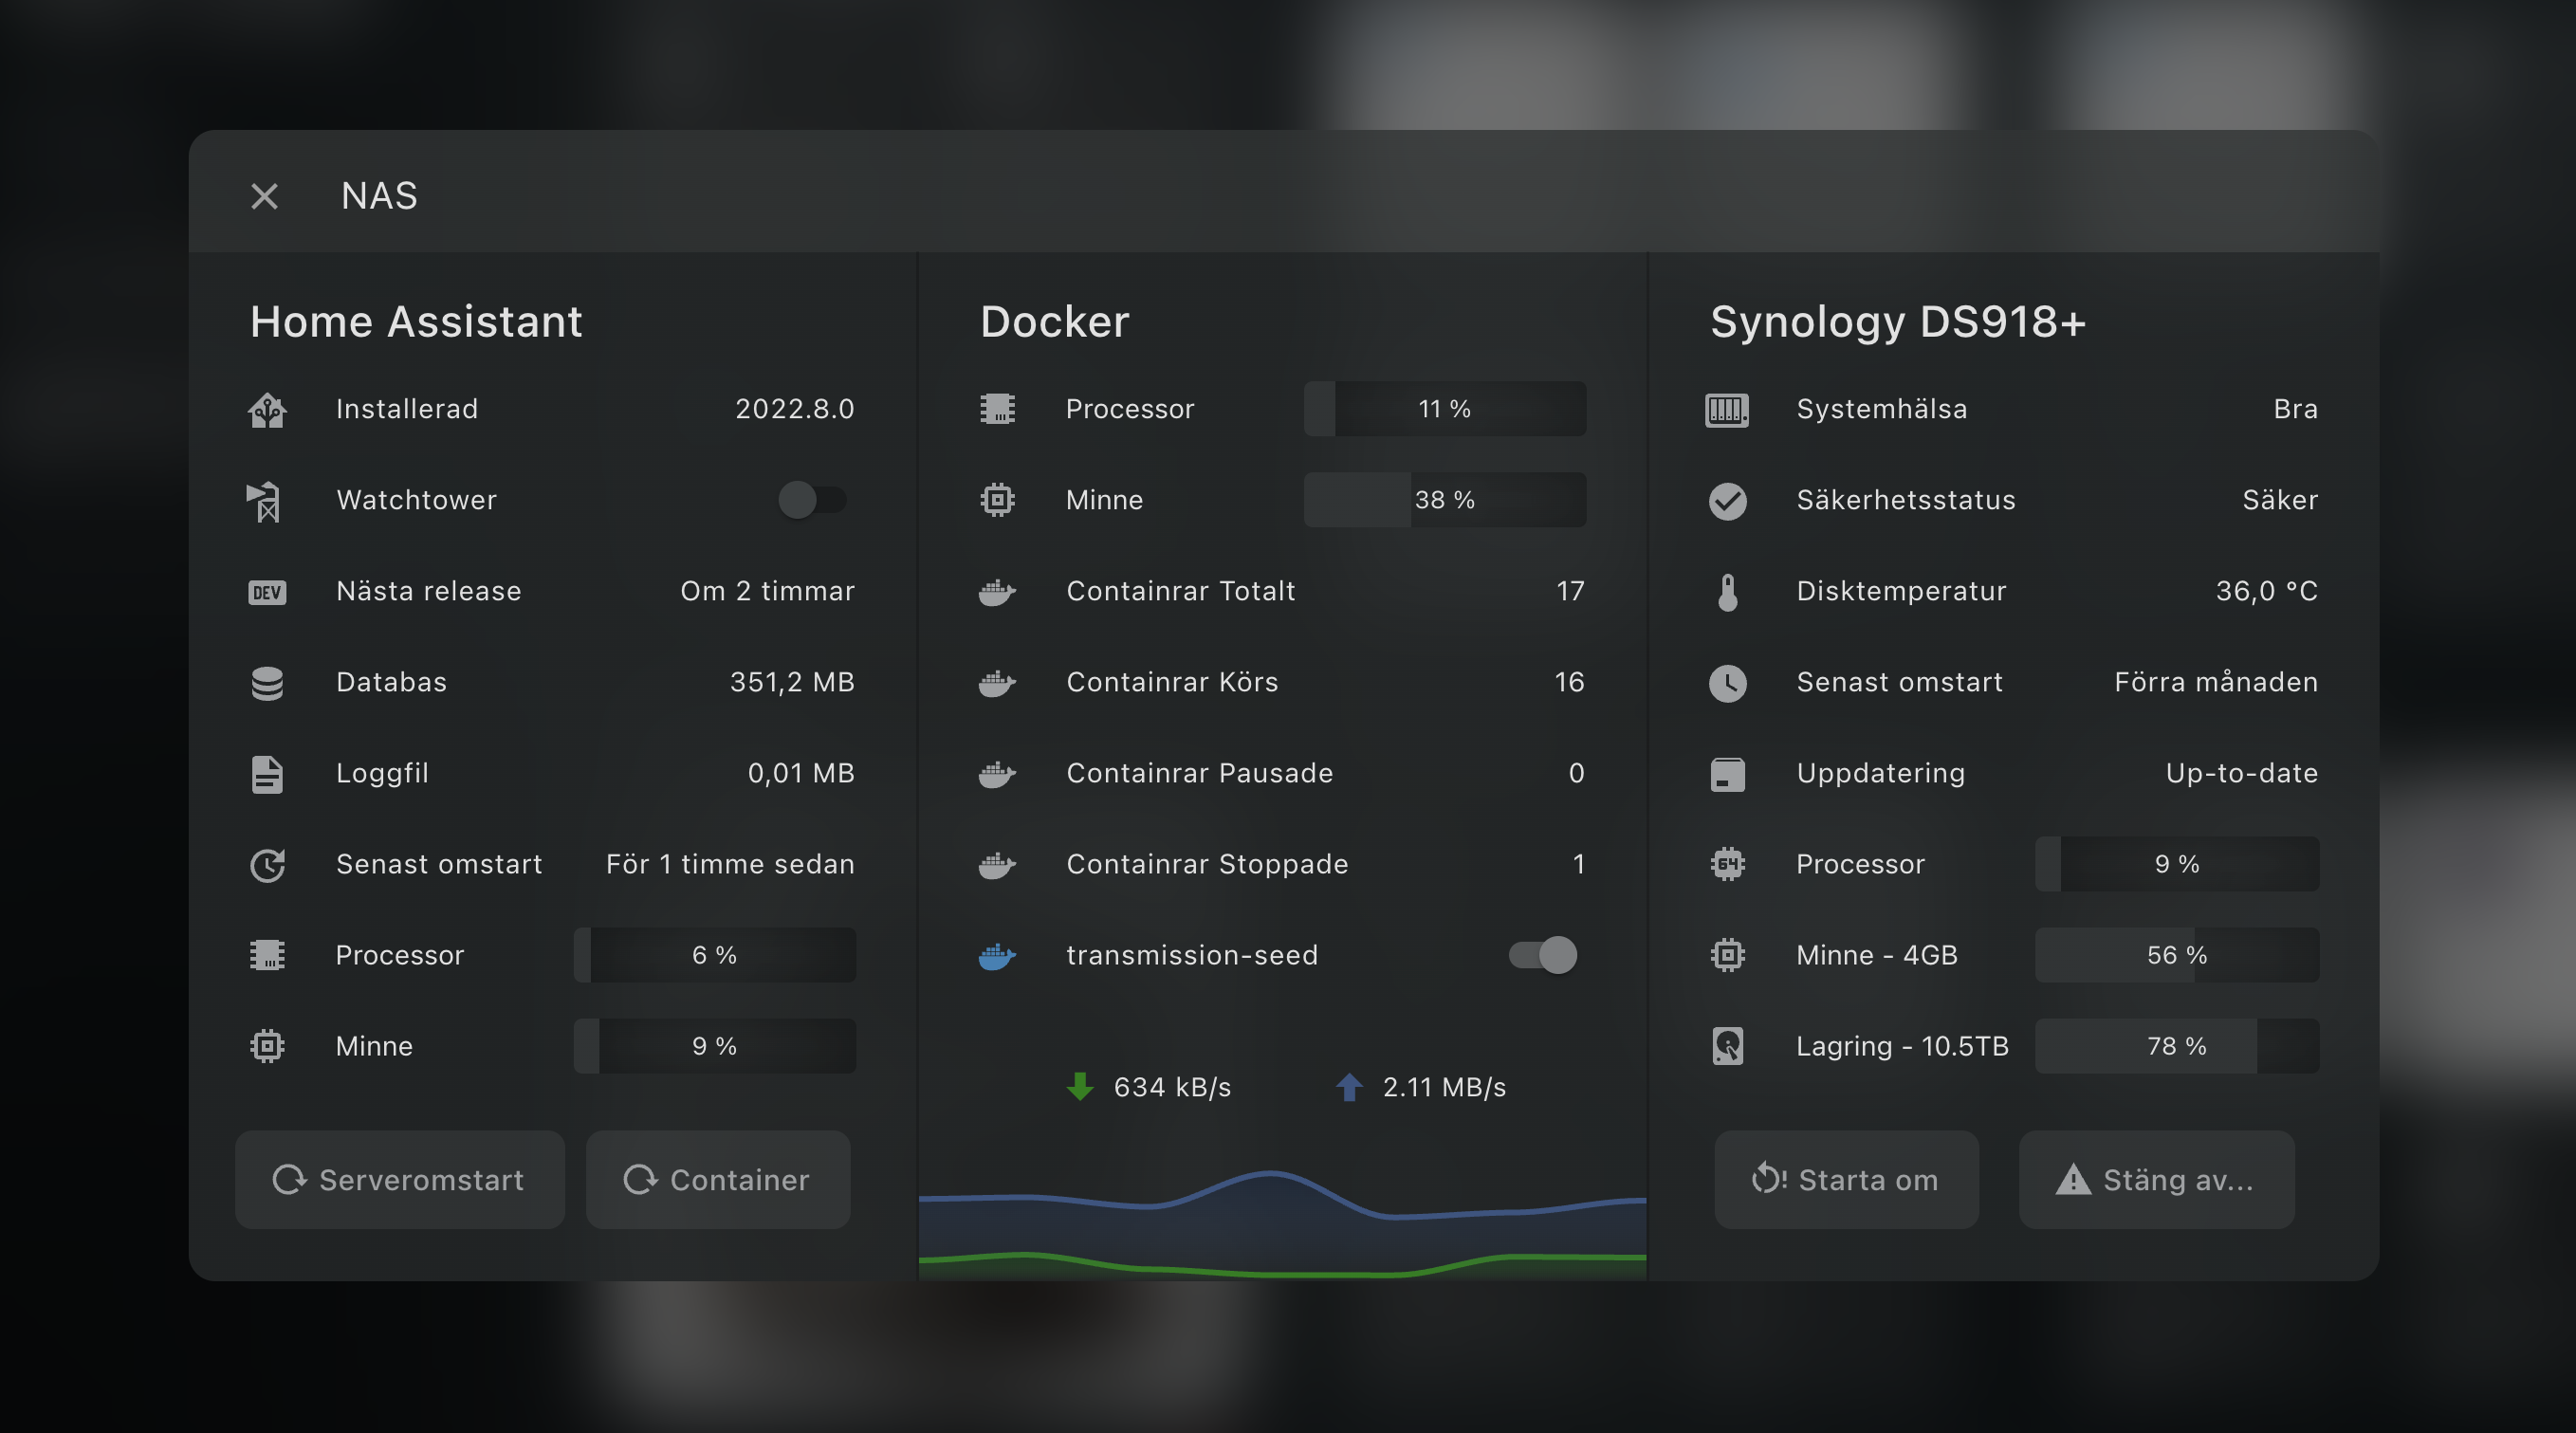 NAS
Home Assistant
Installerad 2022.8.0
Watchtower
DEV Nästa release Om 2 timmar
Databas 351,2 MB
Loggfil 0,01 MB
Senast omstart För 1 timme sedan
Processor 6 %
Minne 9 %
Serveromstart Container
Docker
Processor 11 %
Minne 38 %
Containrar Totalt 17
Containrar Körs 16
Containrar Pausade 0
Containrar Stoppade 1
transmission-seed
634 kB/s 2.11 MB/s
Synology DS918+
Systemhälsa Bra
Säkerhetsstatus Säker
Disktemperatur 36,0 °C
Senast omstart Förra månaden
Uppdatering Up-to-date
64 Processor 9 %
Minne - 4GB 56 %
Lagring - 10.5TB 78 %
Starta om Stäng av...